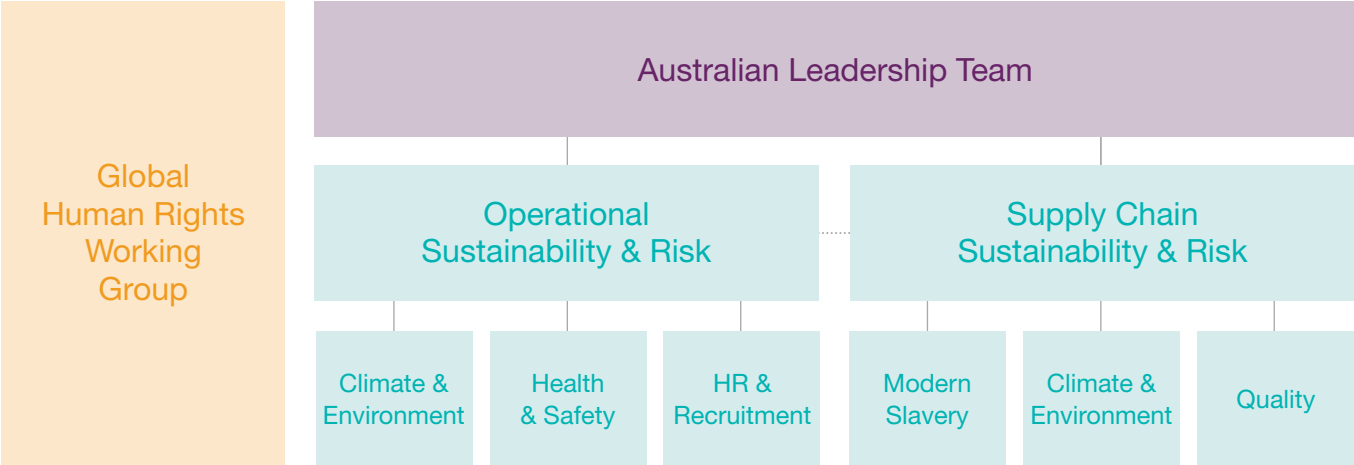 Global
Human Rights
Working
Group
Australian Leadership Team
Operational
Sustainability & Risk
Supply Chain
Sustainability & Risk
Climate &
Environment
Health
& Safety
HR &
Recruitment
Modern
Slavery
Climate &
Environment
Quality